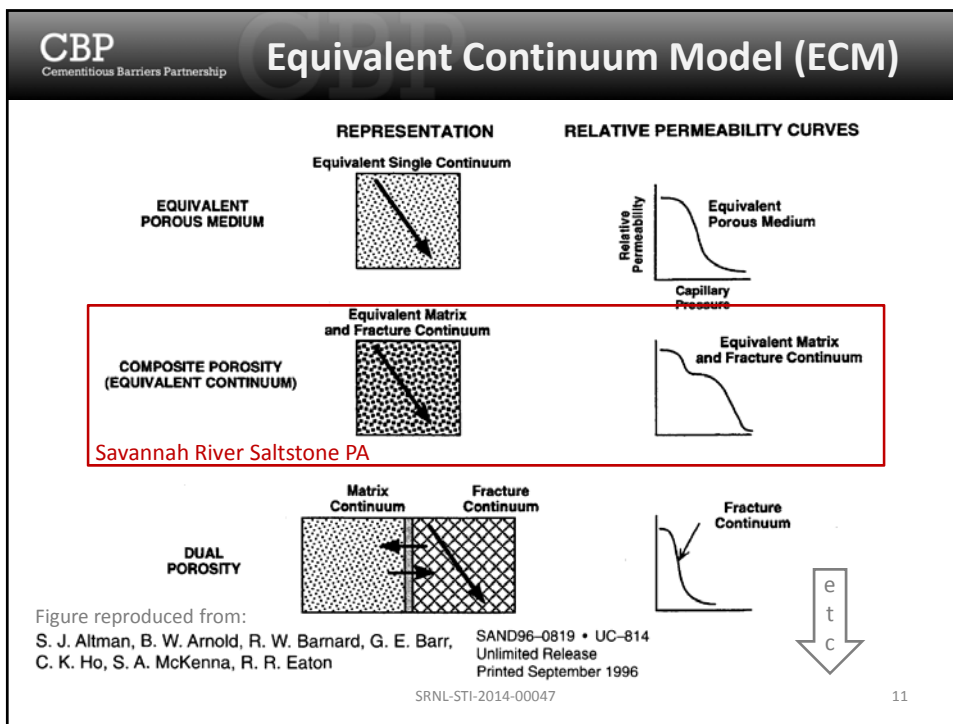 CBP
Cementitious Barriers Partnership
Equivalent Continuum Model (ECM)
REPRESENTATION
RELATIVE PERMEABILITY CURVES
Equivalent Single Continuum
EQUIVALENT
POROUS MEDIUM
Relative
Permeability
Equivalent
Porous Medium
Capillary
Pressure
Equivalent Matrix
and Fracture Continuum
COMPOSITE POROSITY
(EQUIVALENT CONTINUUM)
Equivalent Matrix
and Fracture Continuum
Savannah River Saltstone PA
Matrix
Continuum
Fracture
Continuum
DUAL
POROSITY
Fracture
Continuum
e
t
c
Figure reproduced from:
S. J. Altman, B. W. Arnold, R. W. Barnard, G. E. Barr,
C. K. Ho, S. A. McKenna, R. R. Eaton
SAND96–0819 • UC–814
Unlimited Release
Printed September 1996
SRNL-STI-2014-00047
11